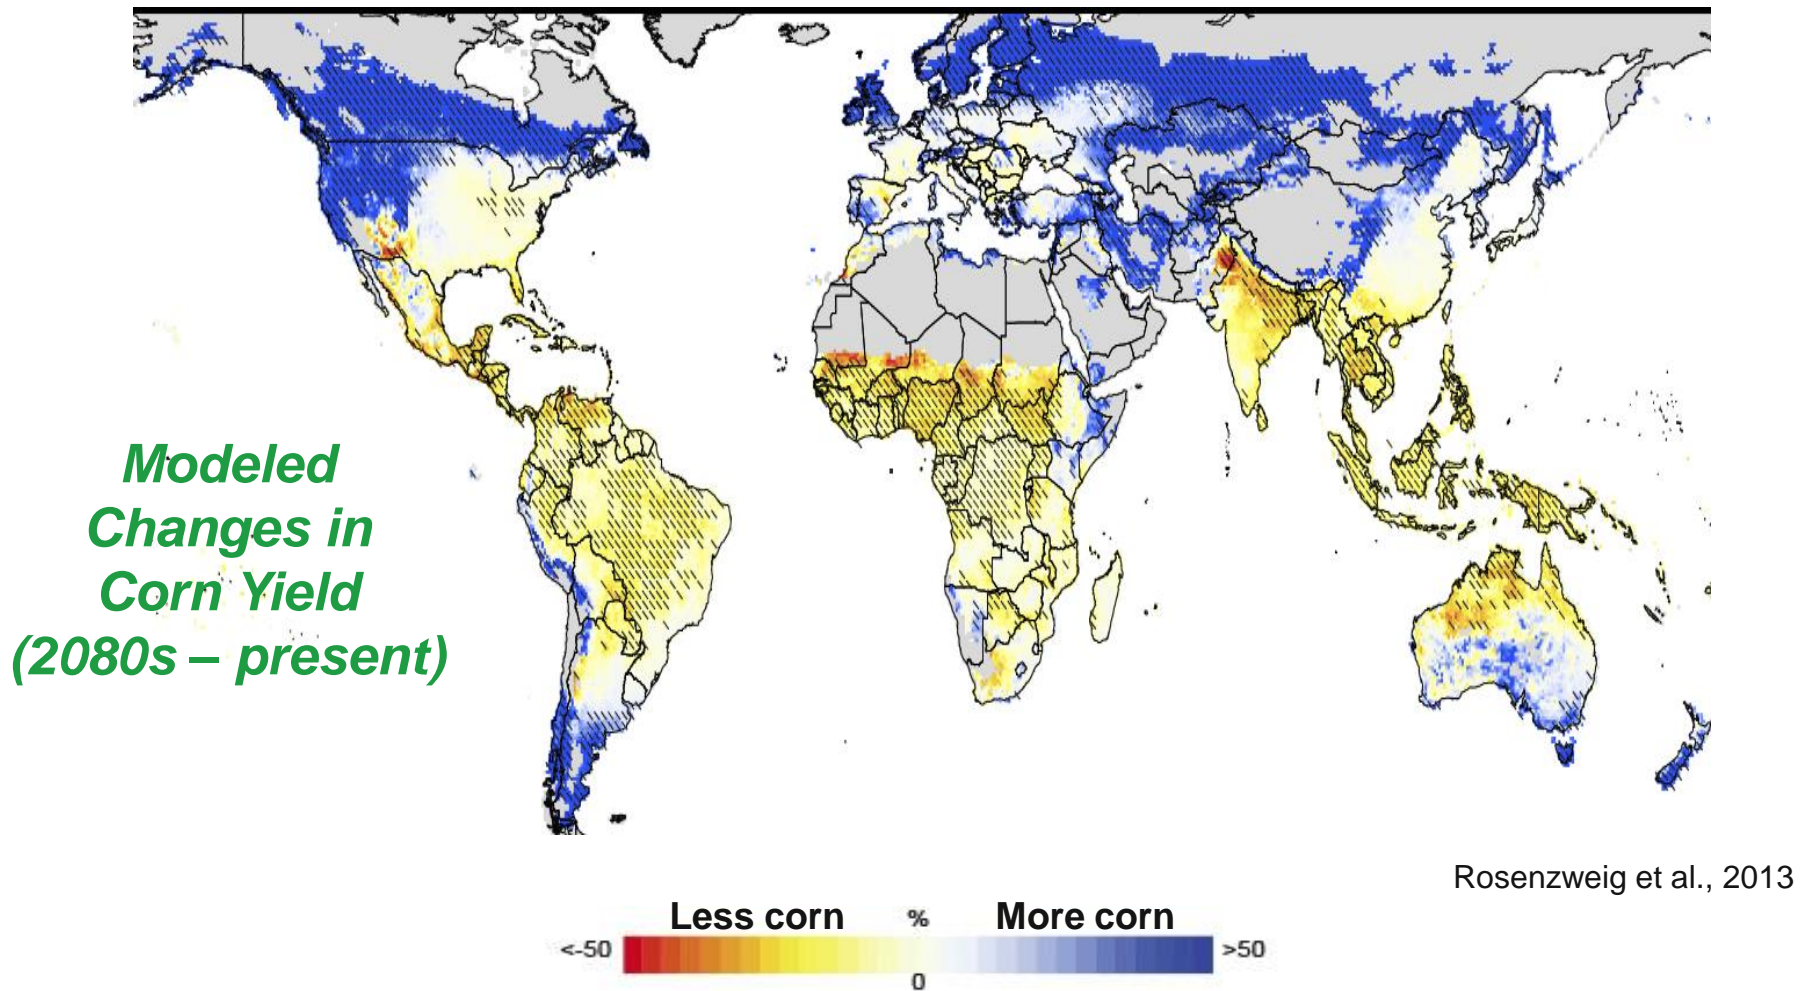 Modeled
Changes in
Corn Yield
(2080s – present)
Rosenzweig et al., 2013
Less corn % More corn
<-50 >50
0